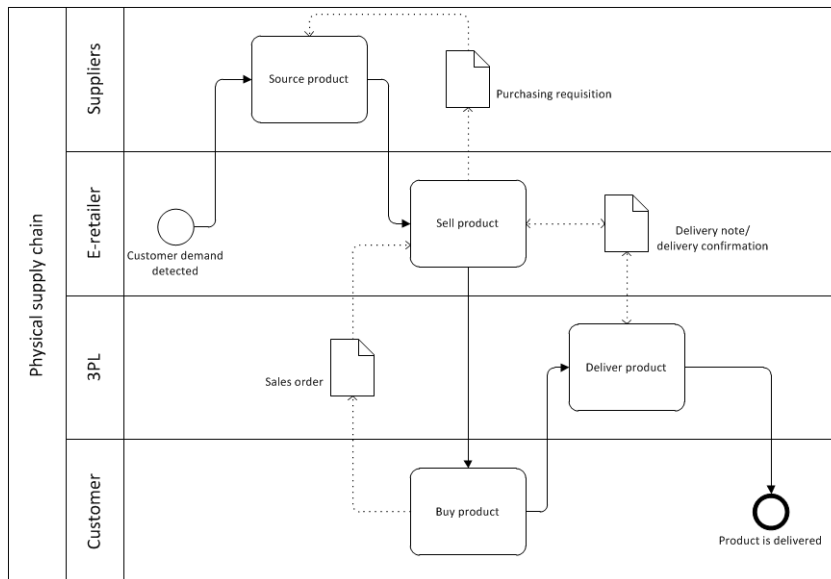 Physical supply chain
Suppliers
Source product
Purchasing requisition
E-retailer
Customer demand
detected
Sell product
Delivery note/
delivery confirmation
3PL
Sales order
Deliver product
Customer
Buy product
Product is delivered